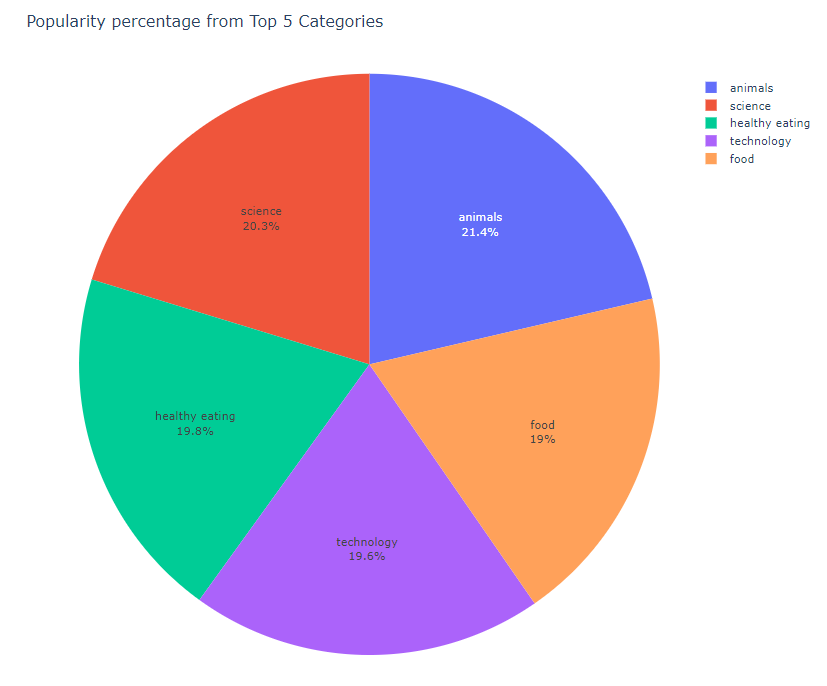 Popularity percentage from Top 5 Categories
animals
science
healthy eating
technology
food
science
20.3%
animals
21.4%
healthy eating
19.8%
food
19%
technology
19.6%